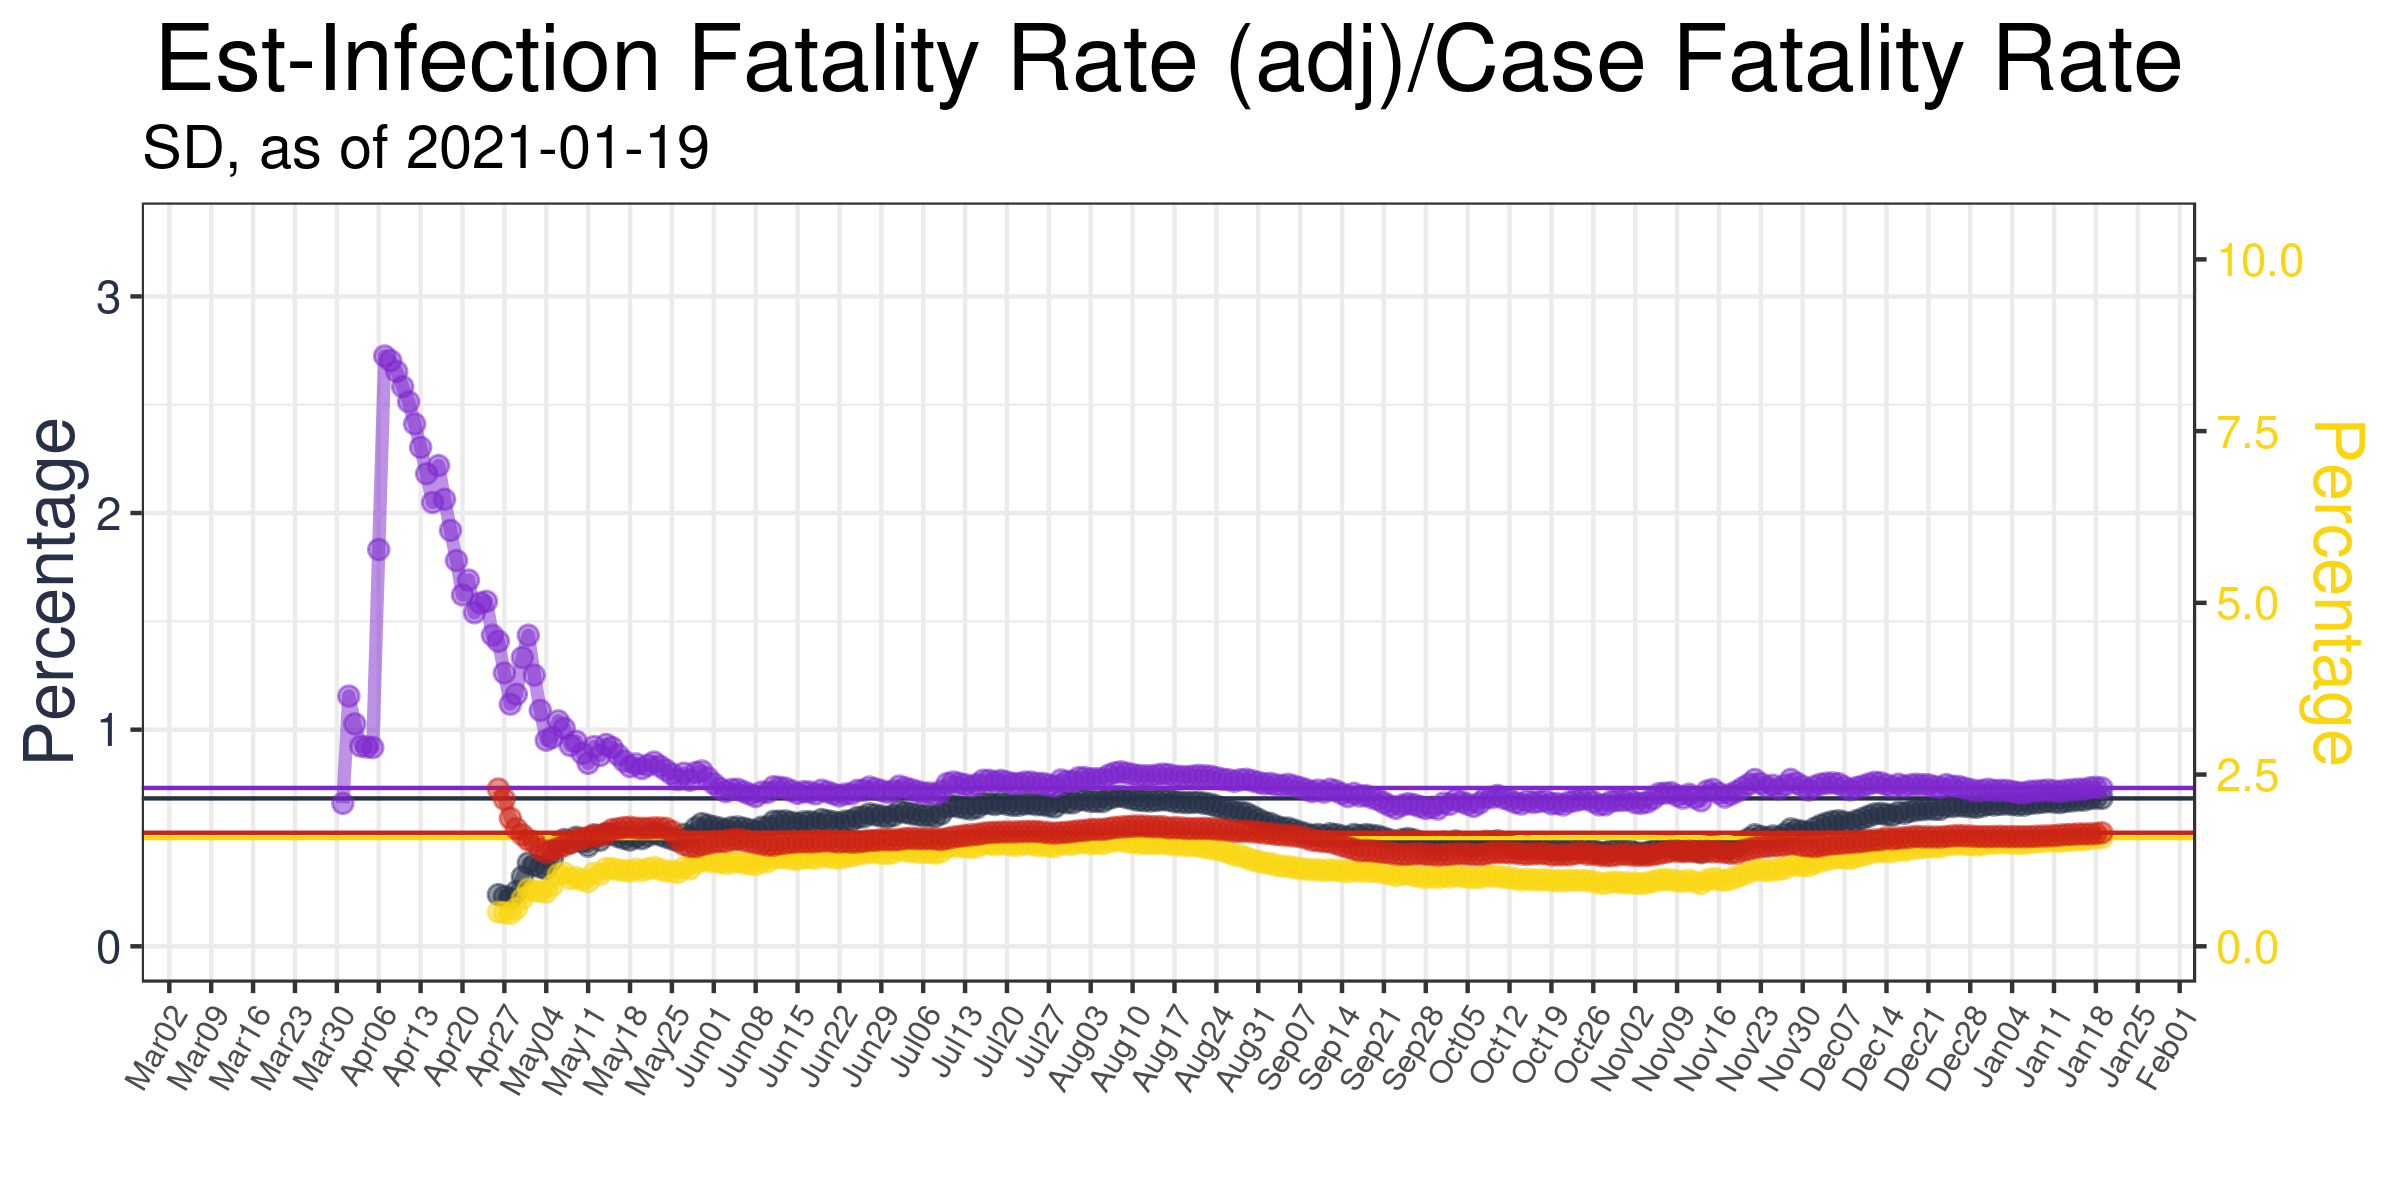 Est-Infection Fatality Rate (adj)/Case Fatality Rate
SD, as of 2021-01-19
Percentage
3
2
1
0
10.0
7.5
5.0
2.5
0.0
Percentage
Mar02
Mar09
Mar16
Mar23
Mar30
Apr06
Apr13
Apr20
Apr27
May04
May11
May18
May25
Jun01
Jun08
Jun15
Jun22
Jun29
Jul06
Jul13
Jul20
Jul27
Aug03
Aug10
Aug17
Aug24
Aug31
Sep07
Sep14
Sep21
Sep28
Oct05
Oct12
Oct19
Oct26
Nov02
Nov09
Nov16
Nov23
Nov30
Dec07
Dec14
Dec21
Dec28
Jan04
Jan11
Jan18
Jan25
Feb01